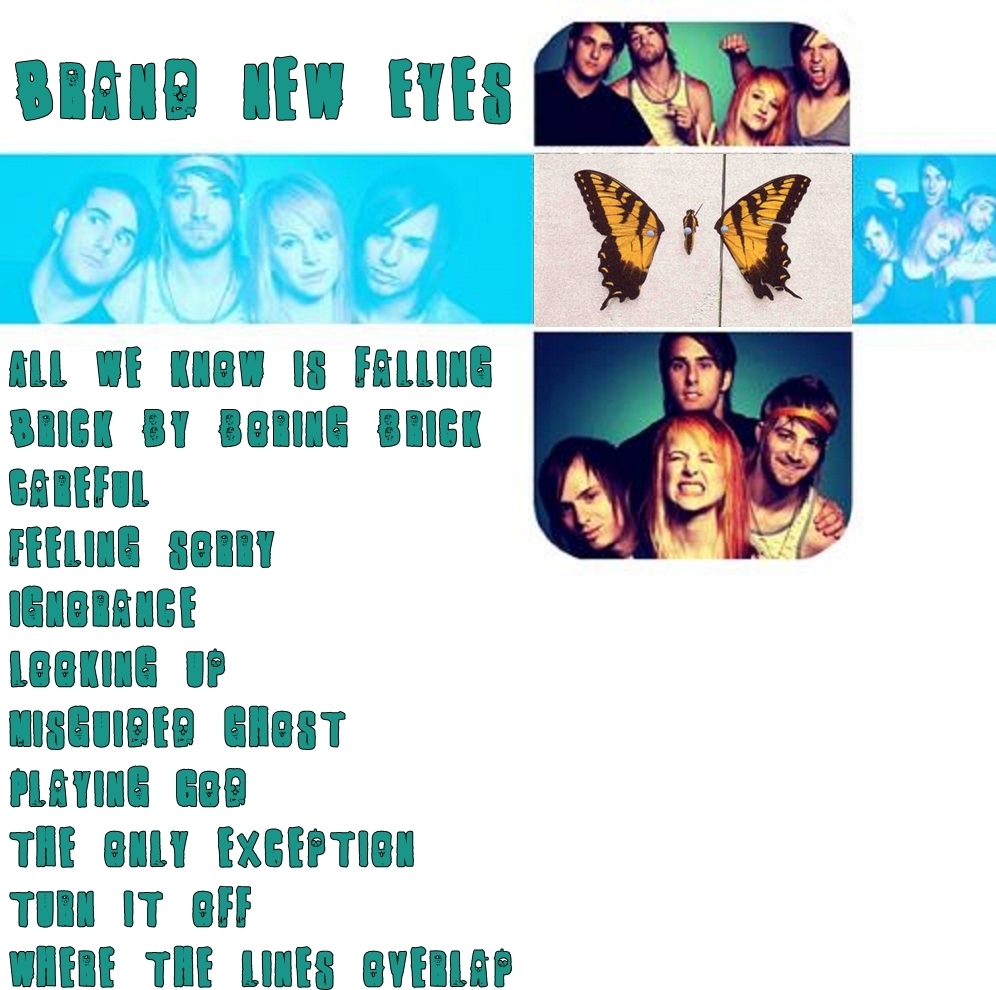 BRAND NEW EYES
ALL WE KNOW IS FALLING
BRICK BY BORING BRICK
CAREFUL
FEELING SORRY
IGNORANCE
LOOKING UP
MISGUIDED GHOST
PLAYING GOD
THE ONLY EXCEPTION
TURN IT OFF
WHERE THE LINES OVERLAP